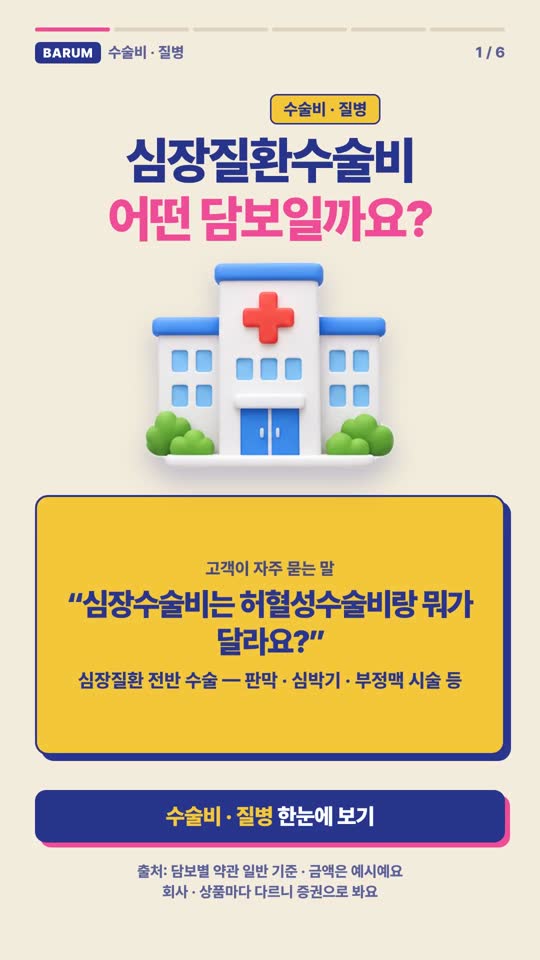 BARUM 수술비 · 질병 1 / 6
수술비 · 질병
심장질환수술비
어떤 담보일까요?
고객이 자주 묻는 말
“심장수술비는 허혈성수술비랑 뭐가
달라요?”
심장질환 전반 수술 — 판막 · 심박기 · 부정맥 시술 등
수술비 · 질병 한눈에 보기
출처: 담보별 약관 일반 기준 · 금액은 예시예요
회사 · 상품마다 다르니 증권으로 봐요